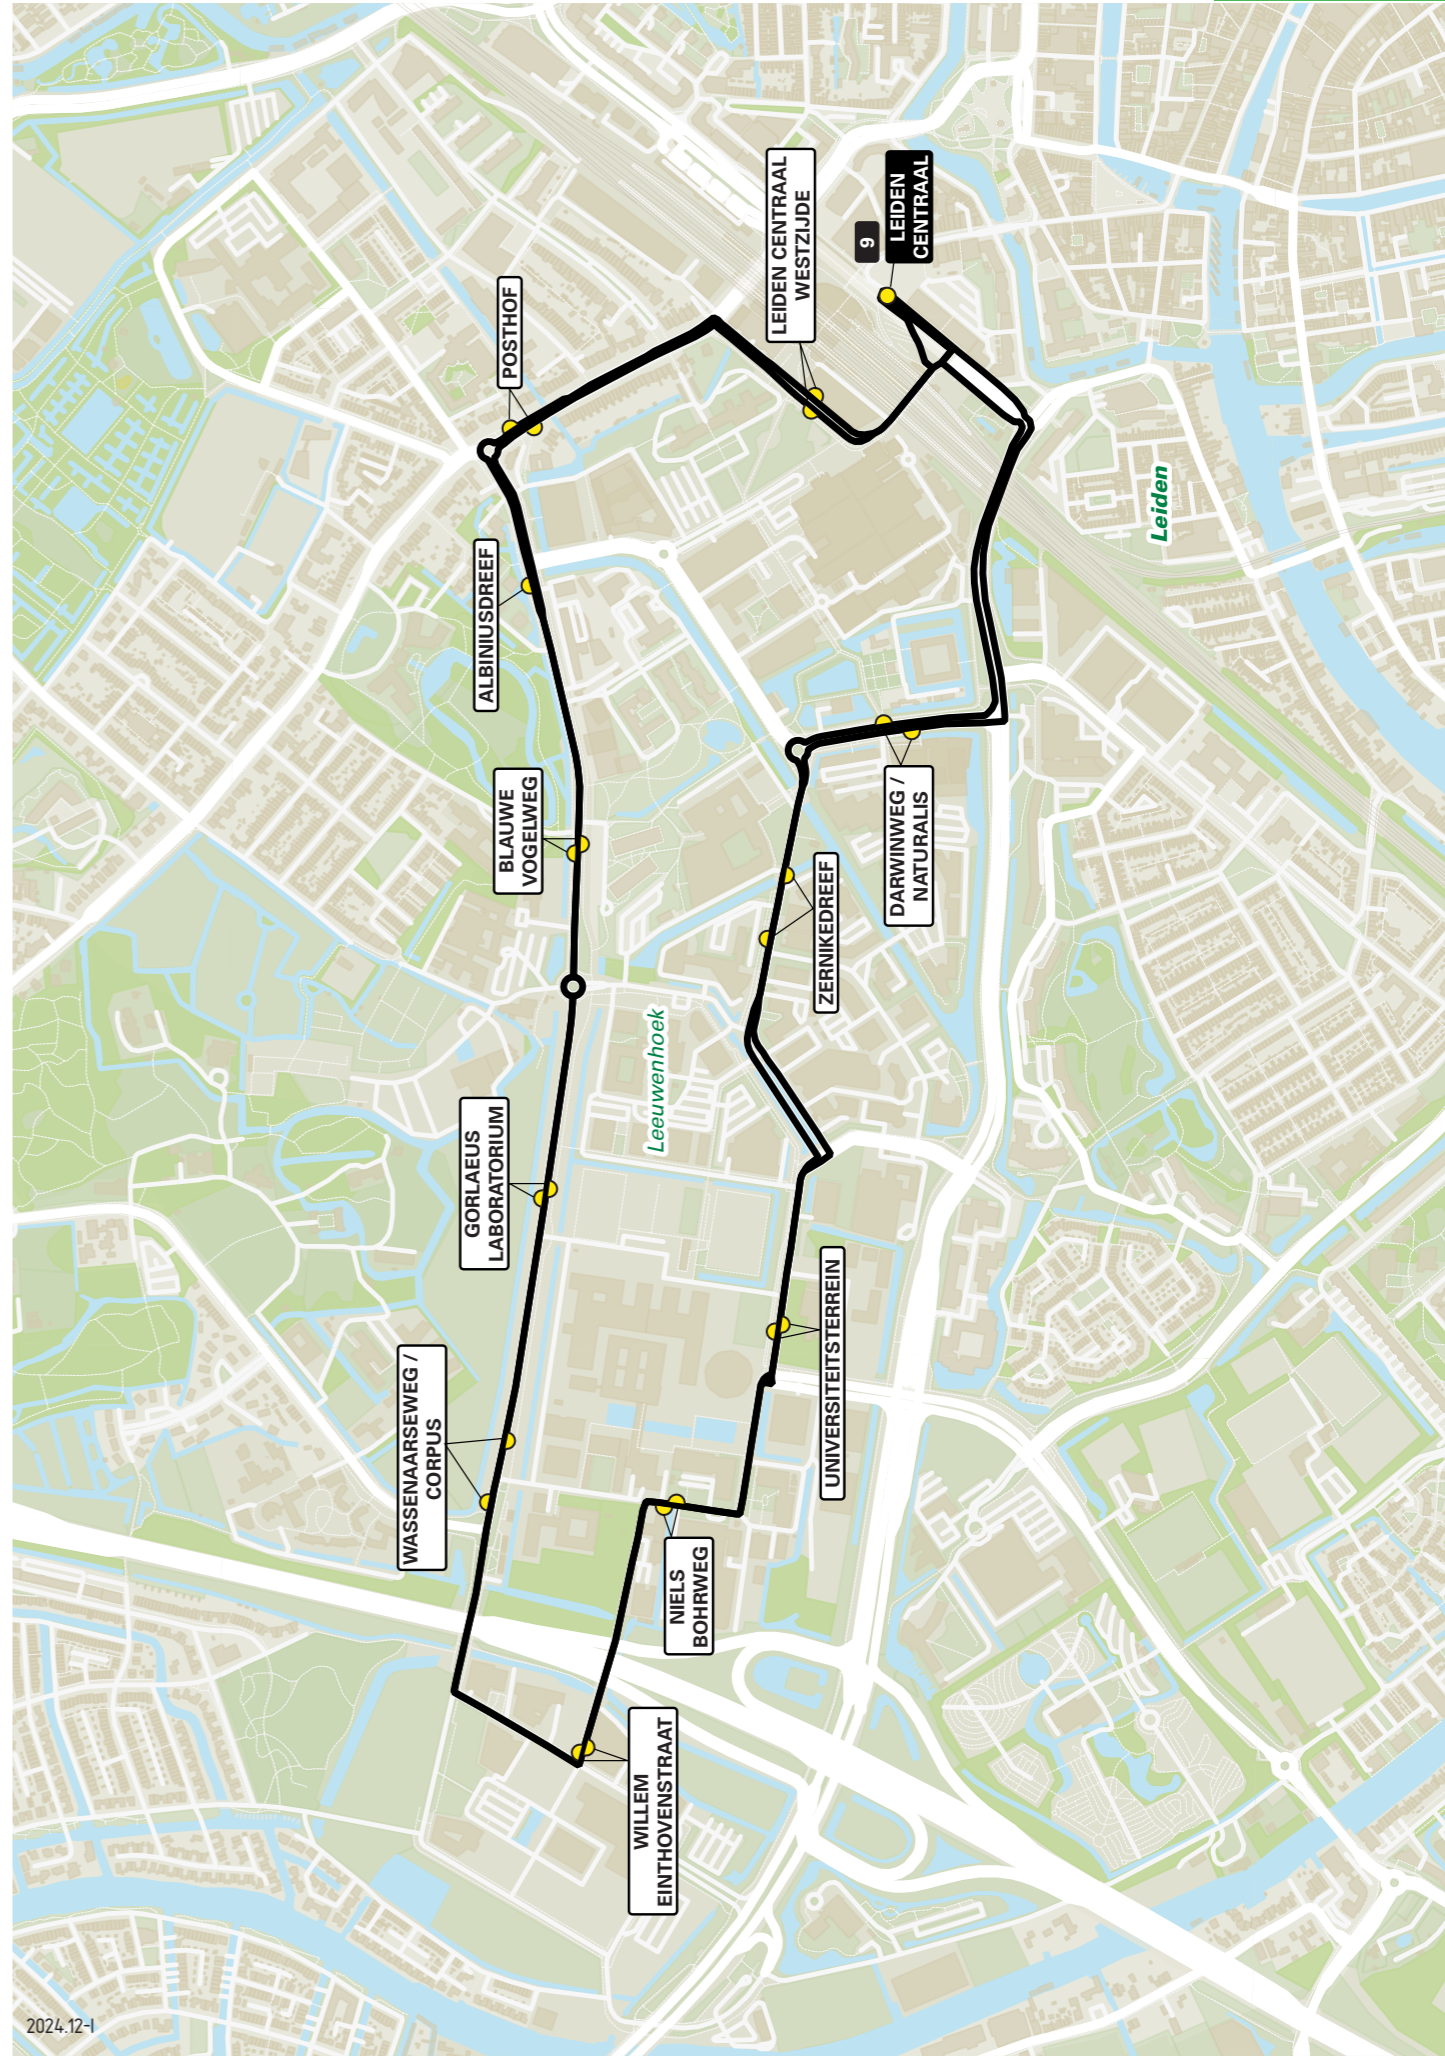 POSTHOF
LEIDEN CENTRAAL
WESTZIJDE
9
LEIDEN
CENTRAAL
Leiden
ALBINIUSDREEF
BLAUWE
VOGELWEG
DARWINWEG /
NATURALIS
ZERNIKEDREEF
Leeuwenhoek
GORLAEUS
LABORATORIUM
UNIVERSITEITSTERREIN
WASSENAARSEWEG /
CORPUS
NIELS
BOHRWEG
WILLEM
EINTHOVENSTRAAT
2024.12-I